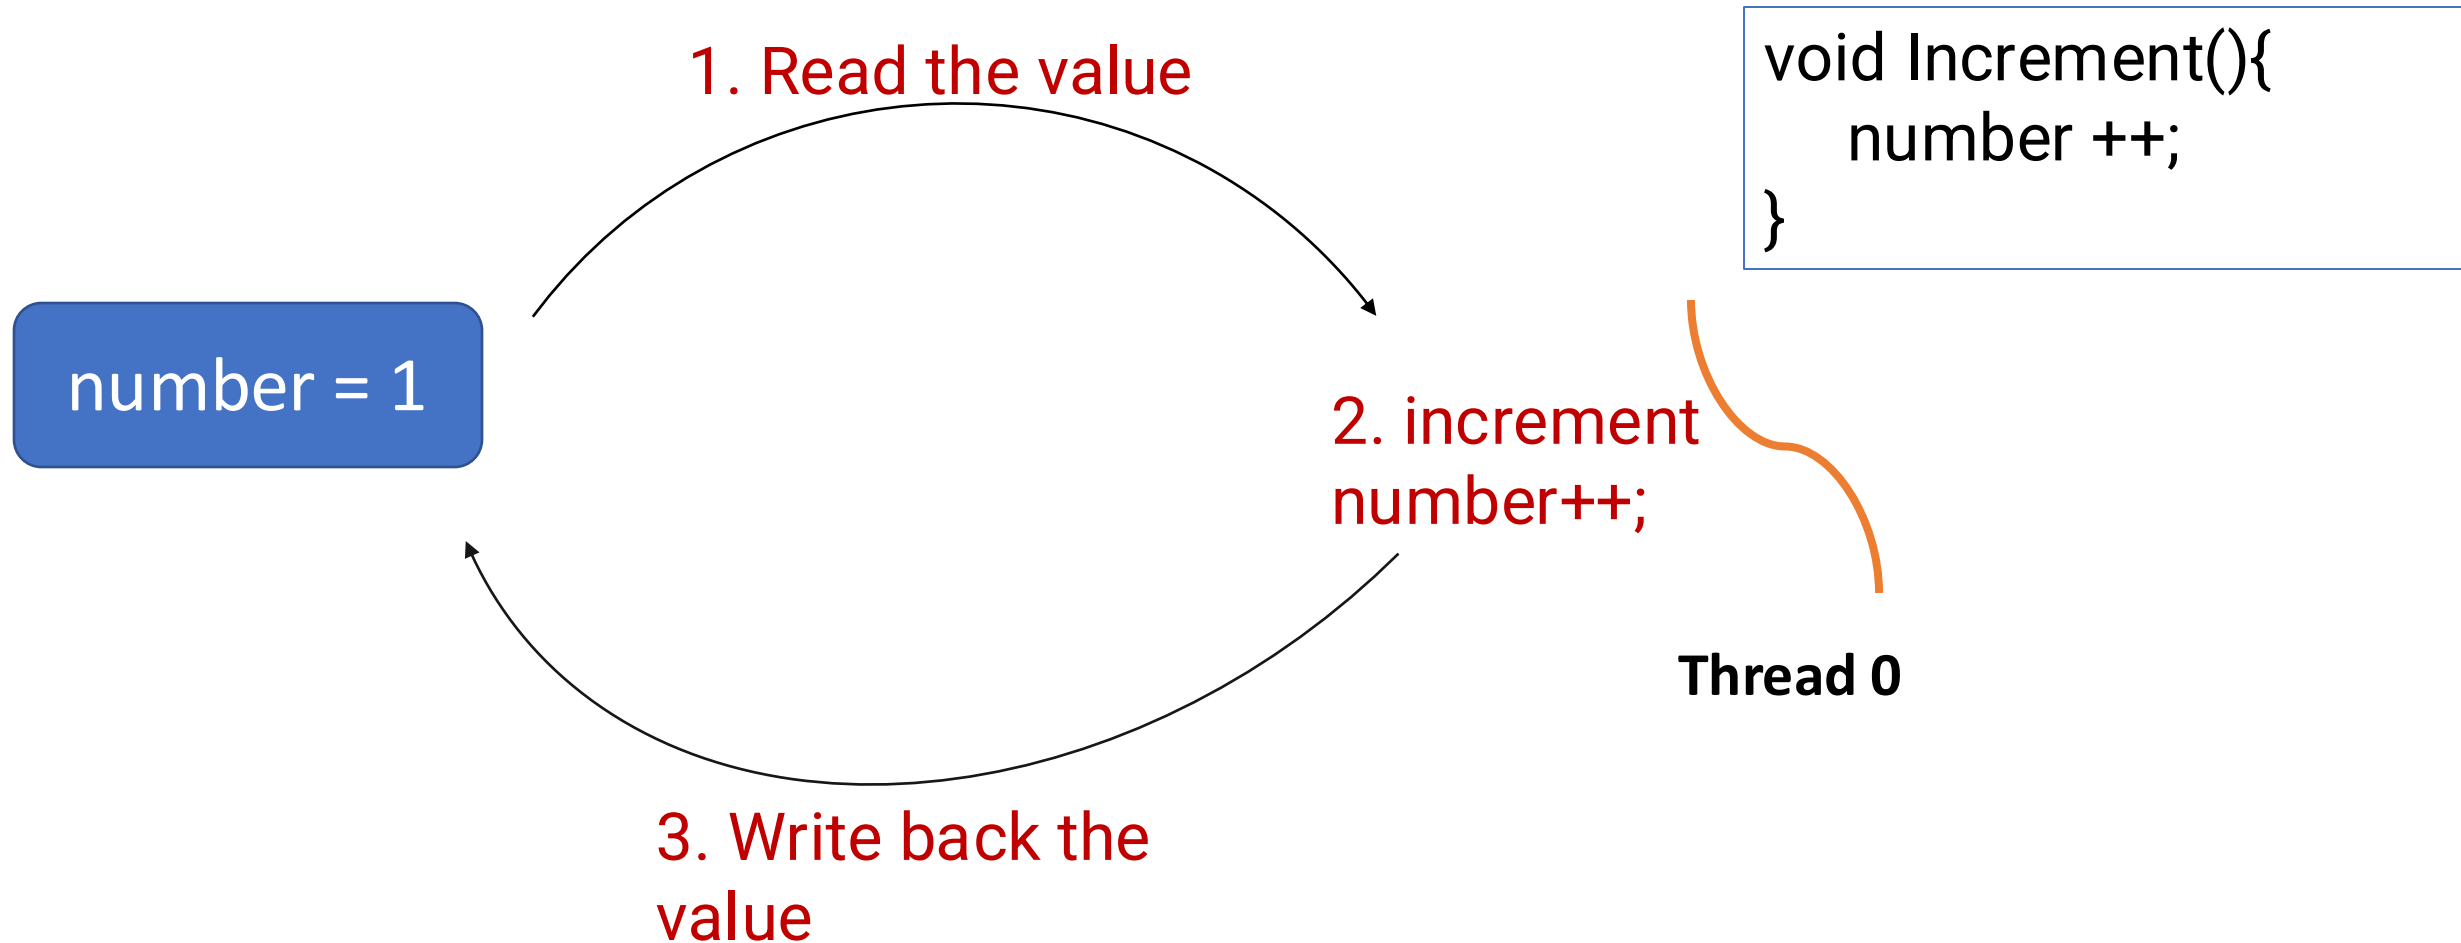 1. Read the value
void Increment(){
number ++;
}
number = 1
2. increment
number++;
Thread 0
3. Write back the
value